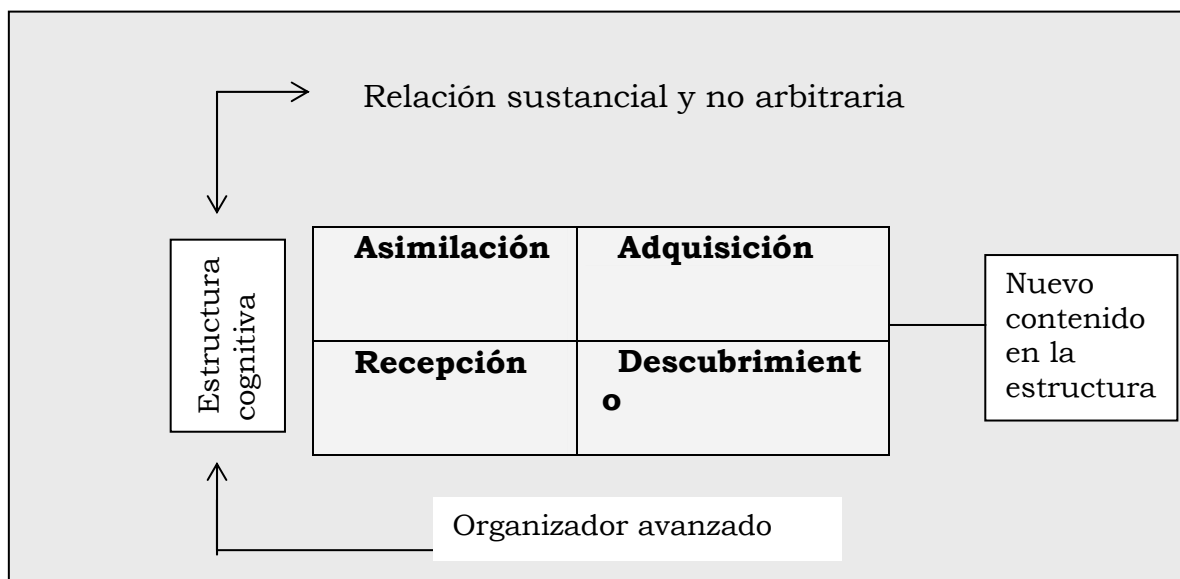 Relación sustancial y no arbitraria
Estructura
cognitiva
Asimilación
Adquisición
Recepción
Descubrimient
o
Nuevo
contenido
en la
estructura
Organizador avanzado